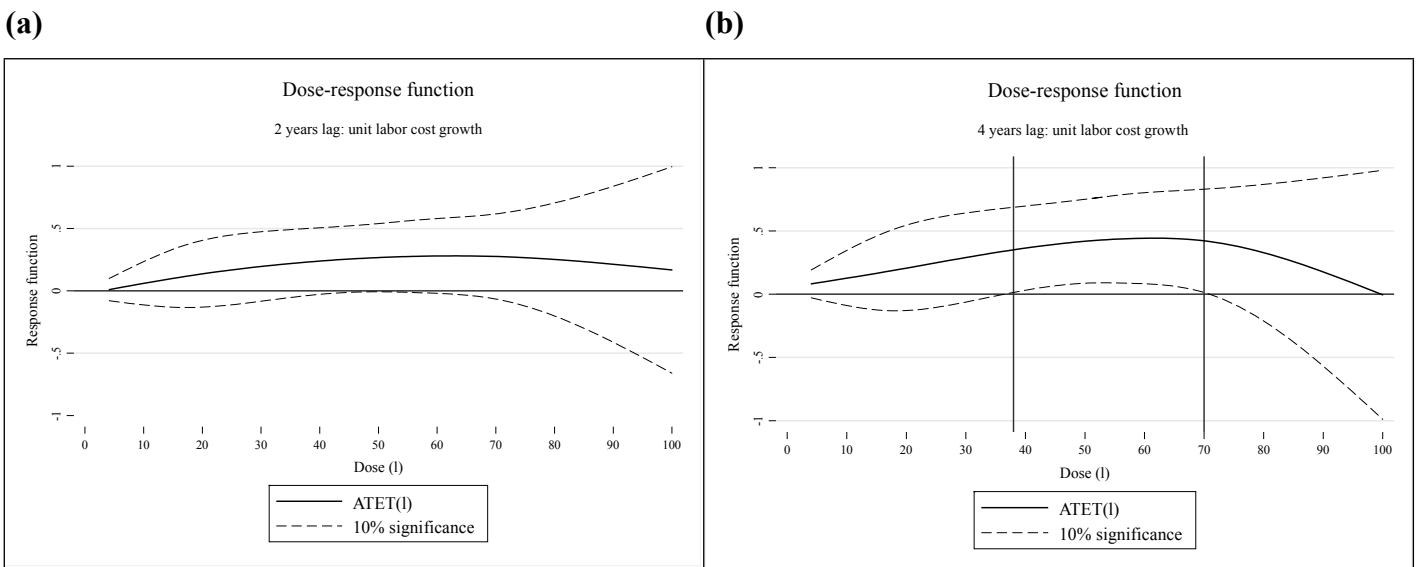 (a)
Dose-response function
2 years lag: unit labor cost growth
Response function
1
.5
0
-.5
-1
0 10 20 30 40 50 60 70 80 90 100
Dose (l)
ATET(l)
10% significance
(b)
Dose-response function
4 years lag: unit labor cost growth
Response function
1
.5
0
-.5
-1
0 10 20 30 40 50 60 70 80 90 100
Dose (l)
ATET(l)
10% significance